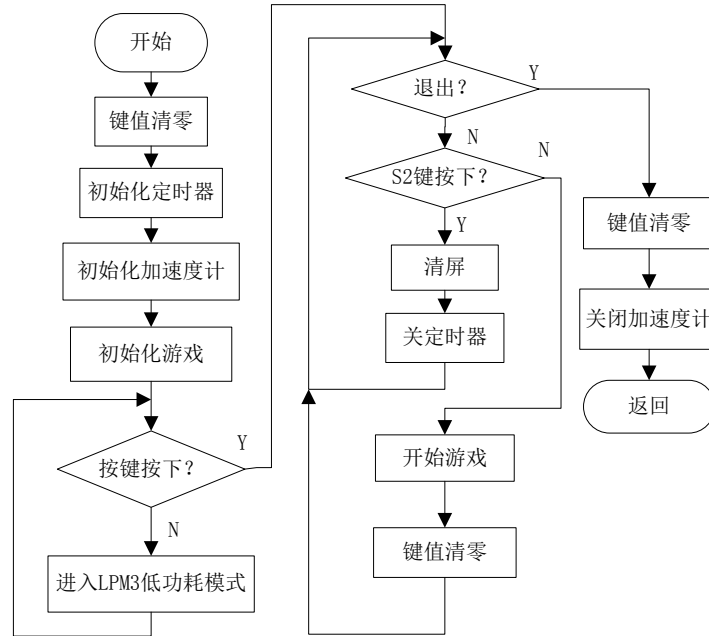 开始
键值清零
初始化定时器
初始化加速度计
初始化游戏
按键按下？
Y
N
进入LPM3低功耗模式
退出？
Y
N
S2键按下？
N
Y
清屏
关定时器
开始游戏
键值清零
键值清零
关闭加速度计
返回